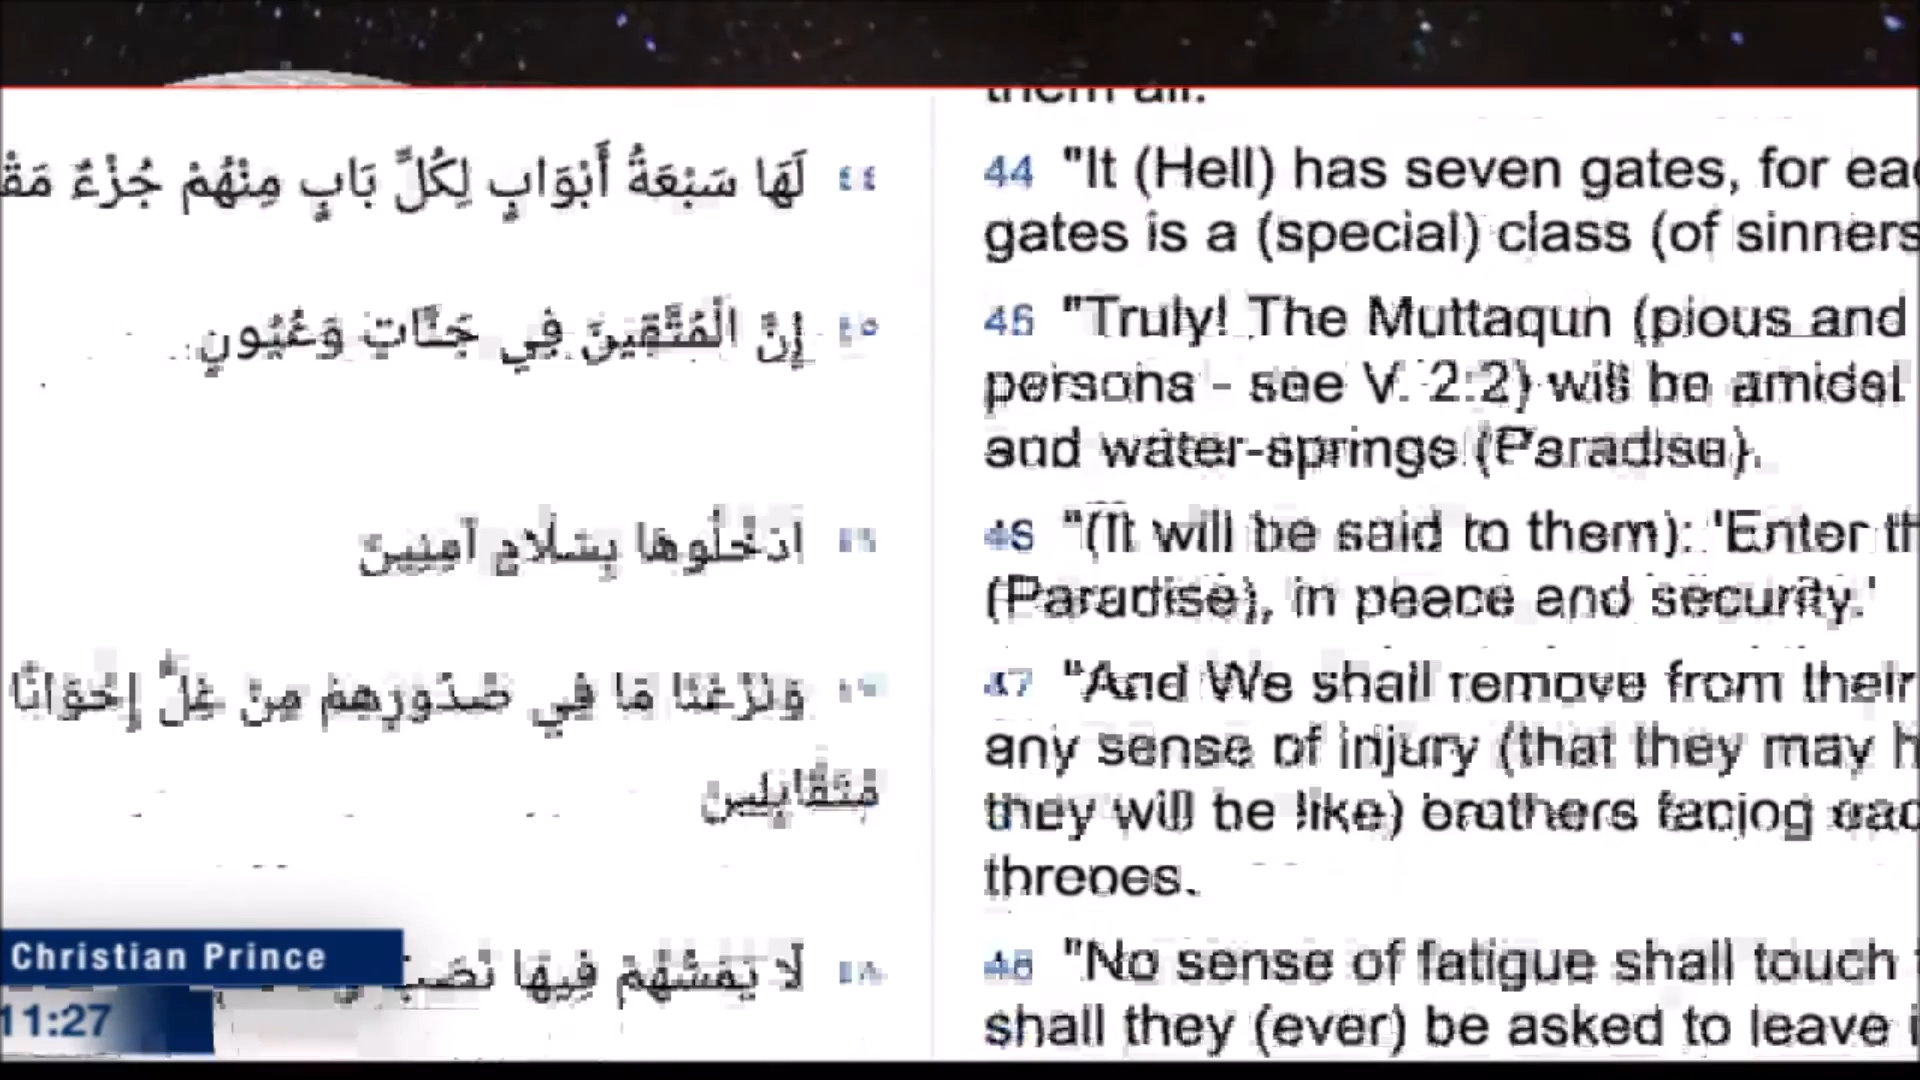 them all.
لَهَا سَبْعَةُ أَبْوَابٍ لِكُلِّ بَابٍ مِنْهُمْ جُزْءٌ ٤٤
44 "It (Hell) has seven gates, for
gates is a (special) class (of sinners
إِنَّ الْمُتَّقِينَ فِي جَنَّاتٍ وَعُيُونٍ ٤٥
45 "Truly! The Muttaqun (pious and
persons - see V. 2:2) will be amidst
and water-springs (Paradise).
ادْخُلُوهَا بِسَلَامٍ آمِنِينَ ٤٦
46 "(It will be said to them): 'Enter
(Paradise), in peace and security.'
وَنَزَعْنَا مَا فِي صُدُورِهِمْ مِنْ غِلٍّ إِخْوَانًا ٤٧
مُتَقَابِلِينَ
47 "And We shall remove from their
any sense of injury (that they may
they will be like) brothers facing
thrones.
لَا يَمَسُّهُمْ فِيهَا ٤٨
48 "No sense of fatigue shall touch
shall they (ever) be asked to leave
Christian Prince
11:27